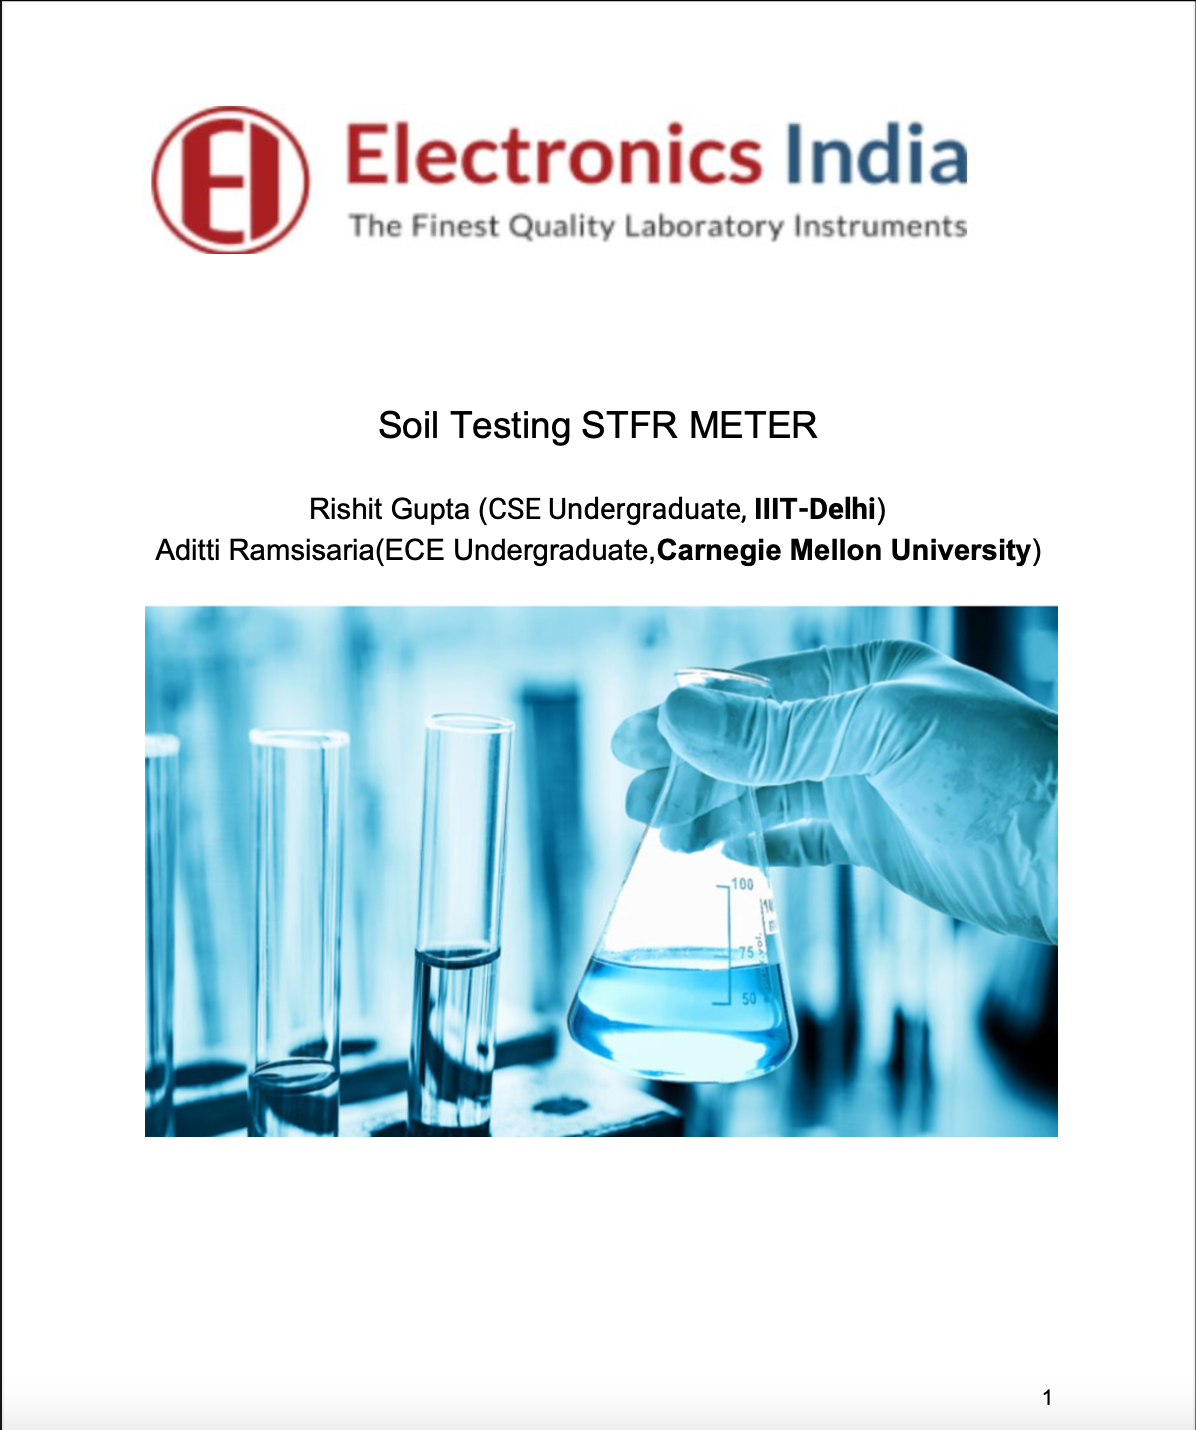 EI
Electronics India
The Finest Quality Laboratory Instruments
Soil Testing STFR METER
Rishit Gupta (CSE Undergraduate, IIIT-Delhi)
Aditti Ramsisaria(ECE Undergraduate,Carnegie Mellon University)
100
75
50
1